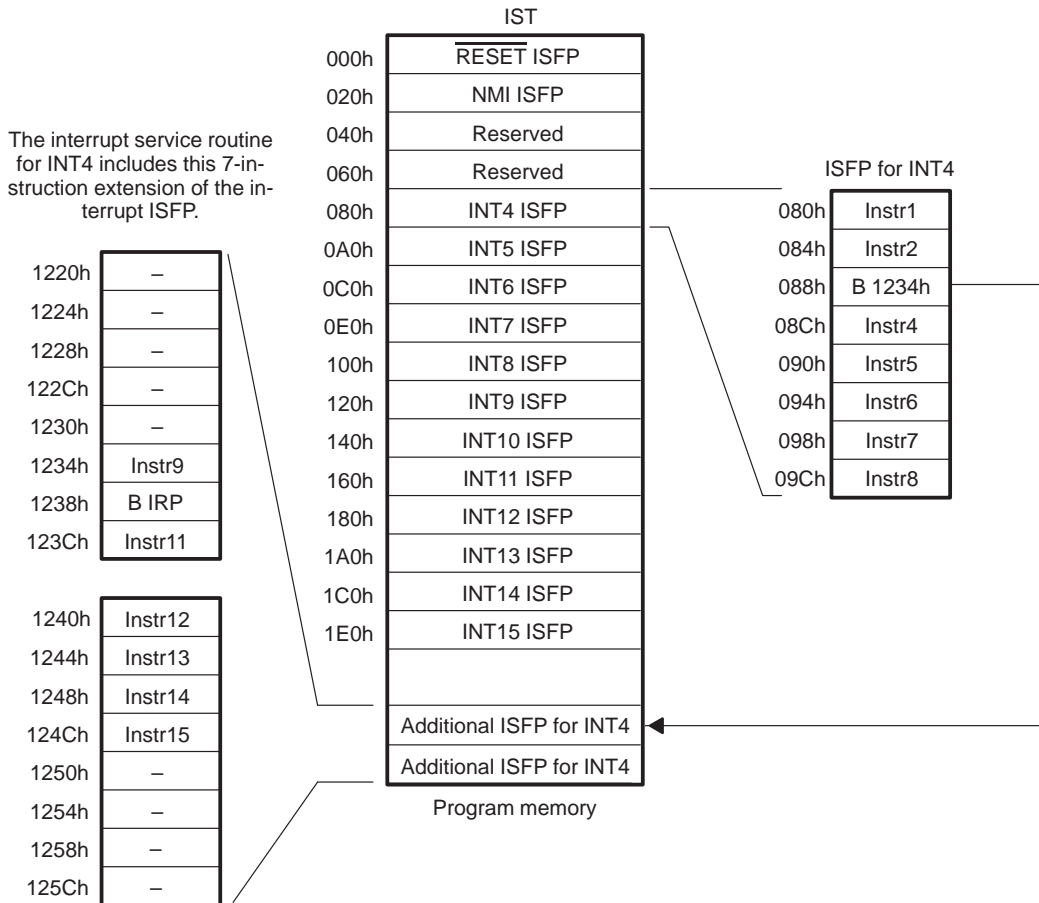 IST
000h RESET ISFP
020h NMI ISFP
040h Reserved
060h Reserved
080h INT4 ISFP
0A0h INT5 ISFP
0C0h INT6 ISFP
0E0h INT7 ISFP
100h INT8 ISFP
120h INT9 ISFP
140h INT10 ISFP
160h INT11 ISFP
180h INT12 ISFP
1A0h INT13 ISFP
1C0h INT14 ISFP
1E0h INT15 ISFP
Additional ISFP for INT4
Additional ISFP for INT4
Program memory
The interrupt service routine
for INT4 includes this 7-in-
struction extension of the in-
terrupt ISFP.
1220h –
1224h –
1228h –
122Ch –
1230h –
1234h Instr9
1238h B IRP
123Ch Instr11
1240h Instr12
1244h Instr13
1248h Instr14
124Ch Instr15
1250h –
1254h –
1258h –
125Ch –
ISFP for INT4
080h Instr1
084h Instr2
088h B 1234h
08Ch Instr4
090h Instr5
094h Instr6
098h Instr7
09Ch Instr8